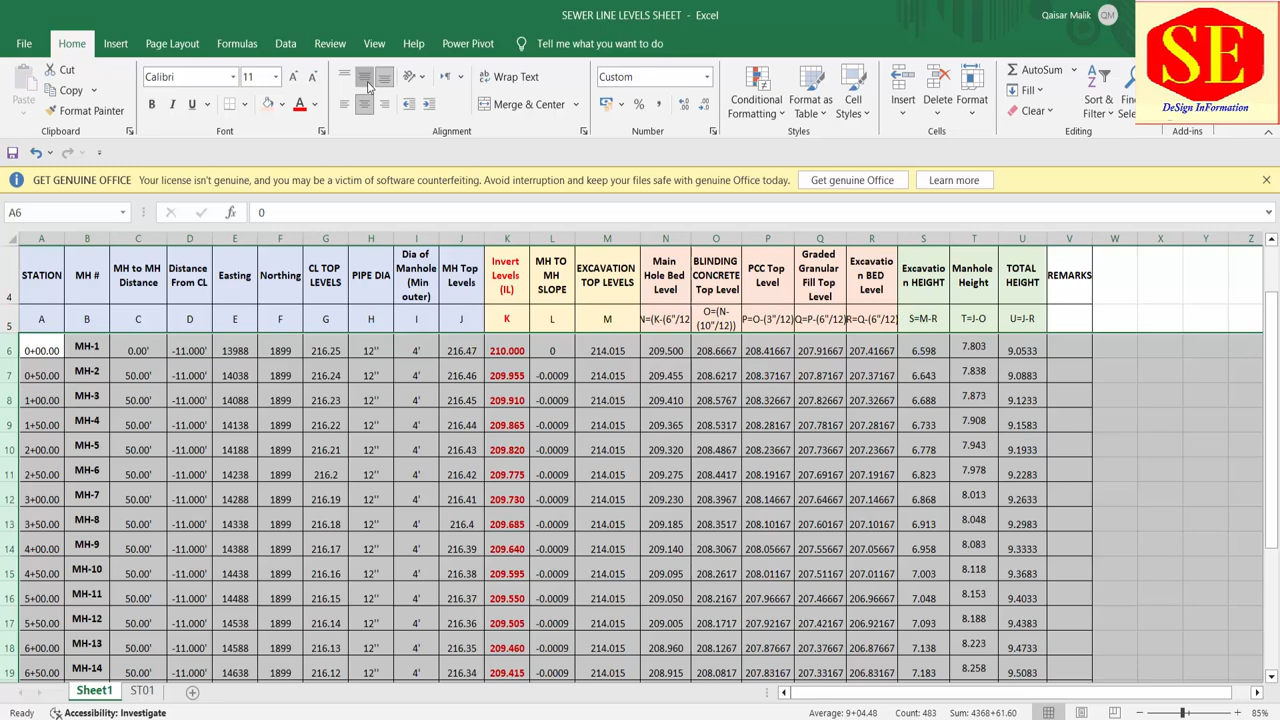 SEWER LINE LEVELS SHEET - Excel
Qaisar Malik QM
SE
DeSign InFormation
File Home Insert Page Layout Formulas Data Review View Help Power Pivot Tell me what you want to do
Cut
Copy
Format Painter
Paste
Clipboard
Calibri 11
B I U
Font
Wrap Text
Merge & Center
Alignment
Custom
Number
Conditional Formatting
Format as Table
Cell Styles
Styles
Insert Delete Format
Cells
AutoSum
Fill
Clear
Sort & Filter
Editing
Add-ins
GET GENUINE OFFICE Your license isn't genuine, and you may be a victim of software counterfeiting. Avoid interruption and keep your files safe with genuine Office today. Get genuine Office Learn more
A6 fx 0
A B C D E F G H I J K L M N O P Q R S T U V W X Y Z
4 STATION MH # MH to MH Distance Distance From CL Easting Northing CL TOP LEVELS PIPE DIA Dia of Manhole (Min outer) MH Top Levels Invert Levels (IL) MH TO MH SLOPE EXCAVATION TOP LEVELS Main Hole Bed Level BLINDING CONCRETE Top Level PCC Top Level Graded Granular Fill Top Level Excavatio n BED Level Excavatio n HEIGHT Manhole Height TOTAL HEIGHT REMARKS
5 A B C D E F G H I J K L M N=(K-(6"/12 O=(N-(10"/12)) P=O-(3"/12) Q=P-(6"/12) R=Q-(6"/12) S=M-R T=J-O U=J-R
6 0+00.00 MH-1 0.00' -11.000' 13988 1899 216.25 12'' 4' 216.47 210.000 0 214.015 209.500 208.6667 208.41667 207.91667 207.41667 6.598 7.803 9.0533
7 0+50.00 MH-2 50.00' -11.000' 14038 1899 216.24 12'' 4' 216.46 209.955 -0.0009 214.015 209.455 208.6217 208.37167 207.87167 207.37167 6.643 7.838 9.0883
8 1+00.00 MH-3 50.00' -11.000' 14088 1899 216.23 12'' 4' 216.45 209.910 -0.0009 214.015 209.410 208.5767 208.32667 207.82667 207.32667 6.688 7.873 9.1233
9 1+50.00 MH-4 50.00' -11.000' 14138 1899 216.22 12'' 4' 216.44 209.865 -0.0009 214.015 209.365 208.5317 208.28167 207.78167 207.28167 6.733 7.908 9.1583
10 2+00.00 MH-5 50.00' -11.000' 14188 1899 216.21 12'' 4' 216.43 209.820 -0.0009 214.015 209.320 208.4867 208.23667 207.73667 207.23667 6.778 7.943 9.1933
11 2+50.00 MH-6 50.00' -11.000' 14238 1899 216.2 12'' 4' 216.42 209.775 -0.0009 214.015 209.275 208.4417 208.19167 207.69167 207.19167 6.823 7.978 9.2283
12 3+00.00 MH-7 50.00' -11.000' 14288 1899 216.19 12'' 4' 216.41 209.730 -0.0009 214.015 209.230 208.3967 208.14667 207.64667 207.14667 6.868 8.013 9.2633
13 3+50.00 MH-8 50.00' -11.000' 14338 1899 216.18 12'' 4' 216.4 209.685 -0.0009 214.015 209.185 208.3517 208.10167 207.60167 207.10167 6.913 8.048 9.2983
14 4+00.00 MH-9 50.00' -11.000' 14388 1899 216.17 12'' 4' 216.39 209.640 -0.0009 214.015 209.140 208.3067 208.05667 207.55667 207.05667 6.958 8.083 9.3333
15 4+50.00 MH-10 50.00' -11.000' 14438 1899 216.16 12'' 4' 216.38 209.595 -0.0009 214.015 209.095 208.2617 208.01167 207.51167 207.01167 7.003 8.118 9.3683
16 5+00.00 MH-11 50.00' -11.000' 14488 1899 216.15 12'' 4' 216.37 209.550 -0.0009 214.015 209.050 208.2167 207.96667 207.46667 206.96667 7.048 8.153 9.4033
17 5+50.00 MH-12 50.00' -11.000' 14538 1899 216.14 12'' 4' 216.36 209.505 -0.0009 214.015 209.005 208.1717 207.92167 207.42167 206.92167 7.093 8.188 9.4383
18 6+00.00 MH-13 50.00' -11.000' 14588 1899 216.13 12'' 4' 216.35 209.460 -0.0009 214.015 208.960 208.1267 207.87667 207.37667 206.87667 7.138 8.223 9.4733
19 6+50.00 MH-14 50.00' -11.000' 14638 1899 216.12 12'' 4' 216.34 209.415 -0.0009 214.015 208.915 208.0817 207.83167 207.33167 206.83167 7.183 8.258 9.5083
Sheet1 ST01
Ready Accessibility: Investigate Average: 9+04.48 Count: 483 Sum: 4368+61.60 85%